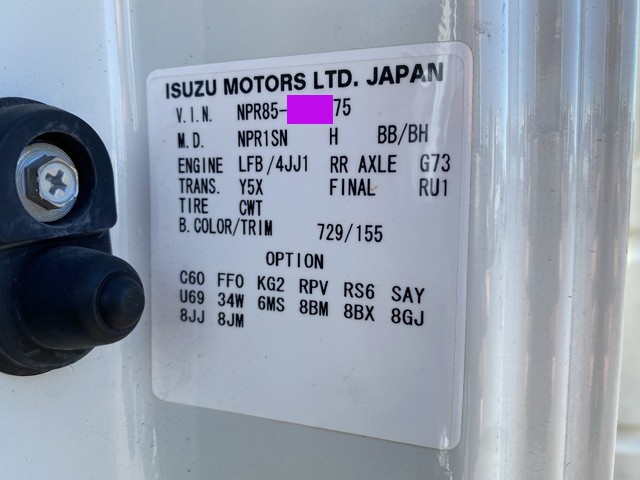 ISUZU MOTORS LTD. JAPAN
V.I.N. NPR85- 75
M.D. NPR1SN H BB/BH
ENGINE LFB/4JJ1 RR AXLE G73
TRANS. Y5X FINAL RU1
TIRE CWT
B.COLOR/TRIM 729/155
OPTION
C60 FF0 KG2 RPV RS6 SAY
U69 34W 6MS 8BM 8BX 8GJ
8JJ 8JM